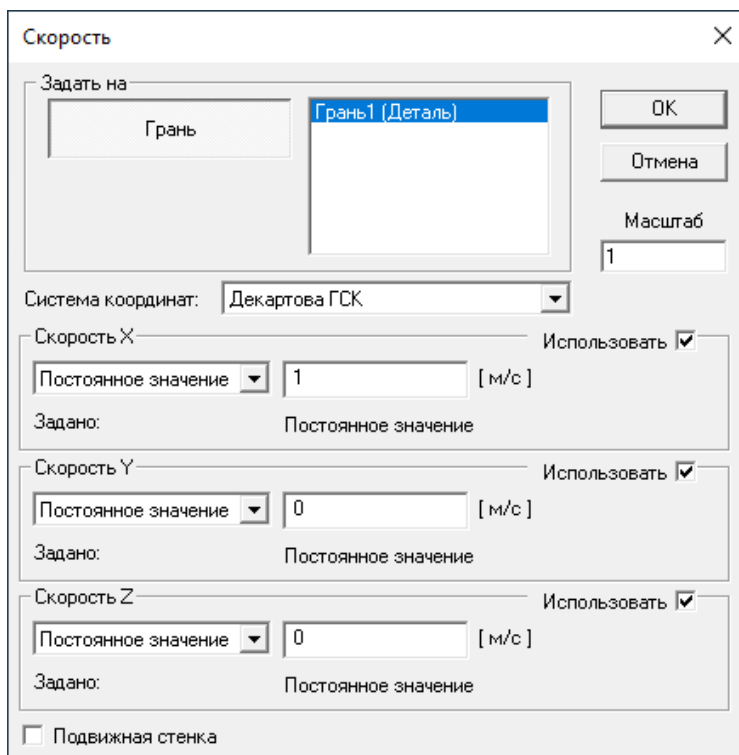 Скорость
Задать на
Грань
Грань1 (Деталь)
OK
Отмена
Масштаб
1
Система координат: Декартова ГСК
Скорость X Использовать
Постоянное значение 1 [ м/с ]
Задано: Постоянное значение
Скорость Y Использовать
Постоянное значение 0 [ м/с ]
Задано: Постоянное значение
Скорость Z Использовать
Постоянное значение 0 [ м/с ]
Задано: Постоянное значение
Подвижная стенка